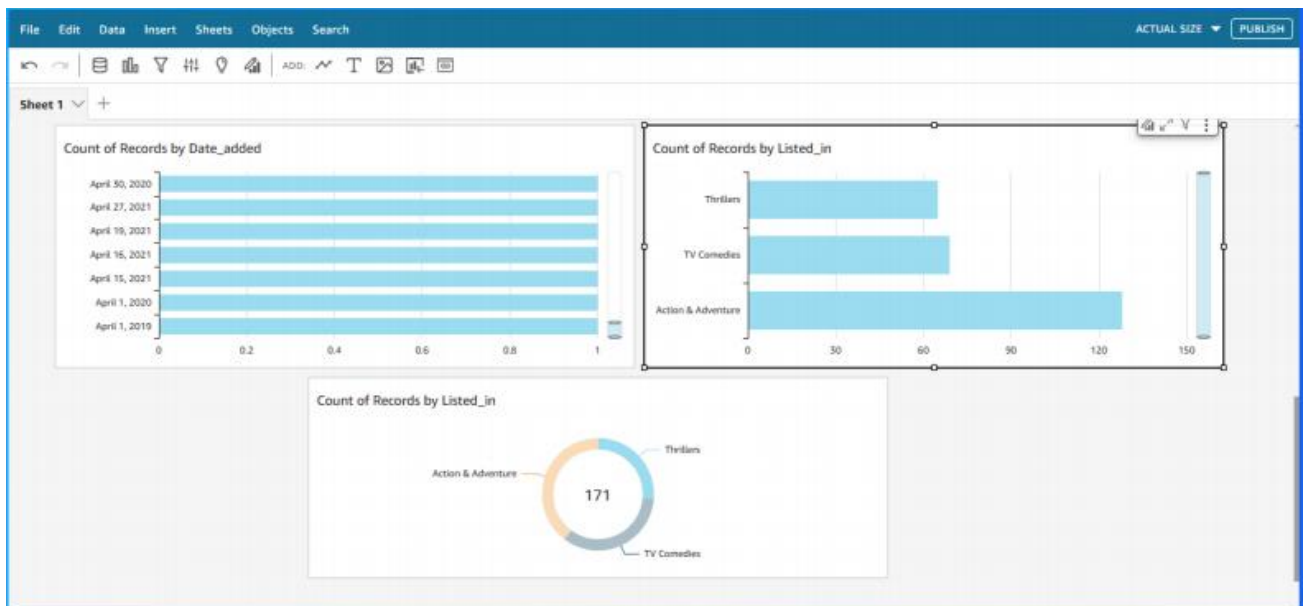 File Edit Data Insert Sheets Objects Search
ACTUAL SIZE PUBLISH
ADD: T
Sheet 1
Count of Records by Date_added
April 30, 2020
April 27, 2021
April 19, 2021
April 16, 2021
April 15, 2021
April 1, 2020
April 1, 2019
0 0.2 0.4 0.6 0.8 1
Count of Records by Listed_in
Thrillers
TV Comedies
Action & Adventure
0 30 60 90 120 150
Count of Records by Listed_in
Thrillers
Action & Adventure
171
TV Comedies